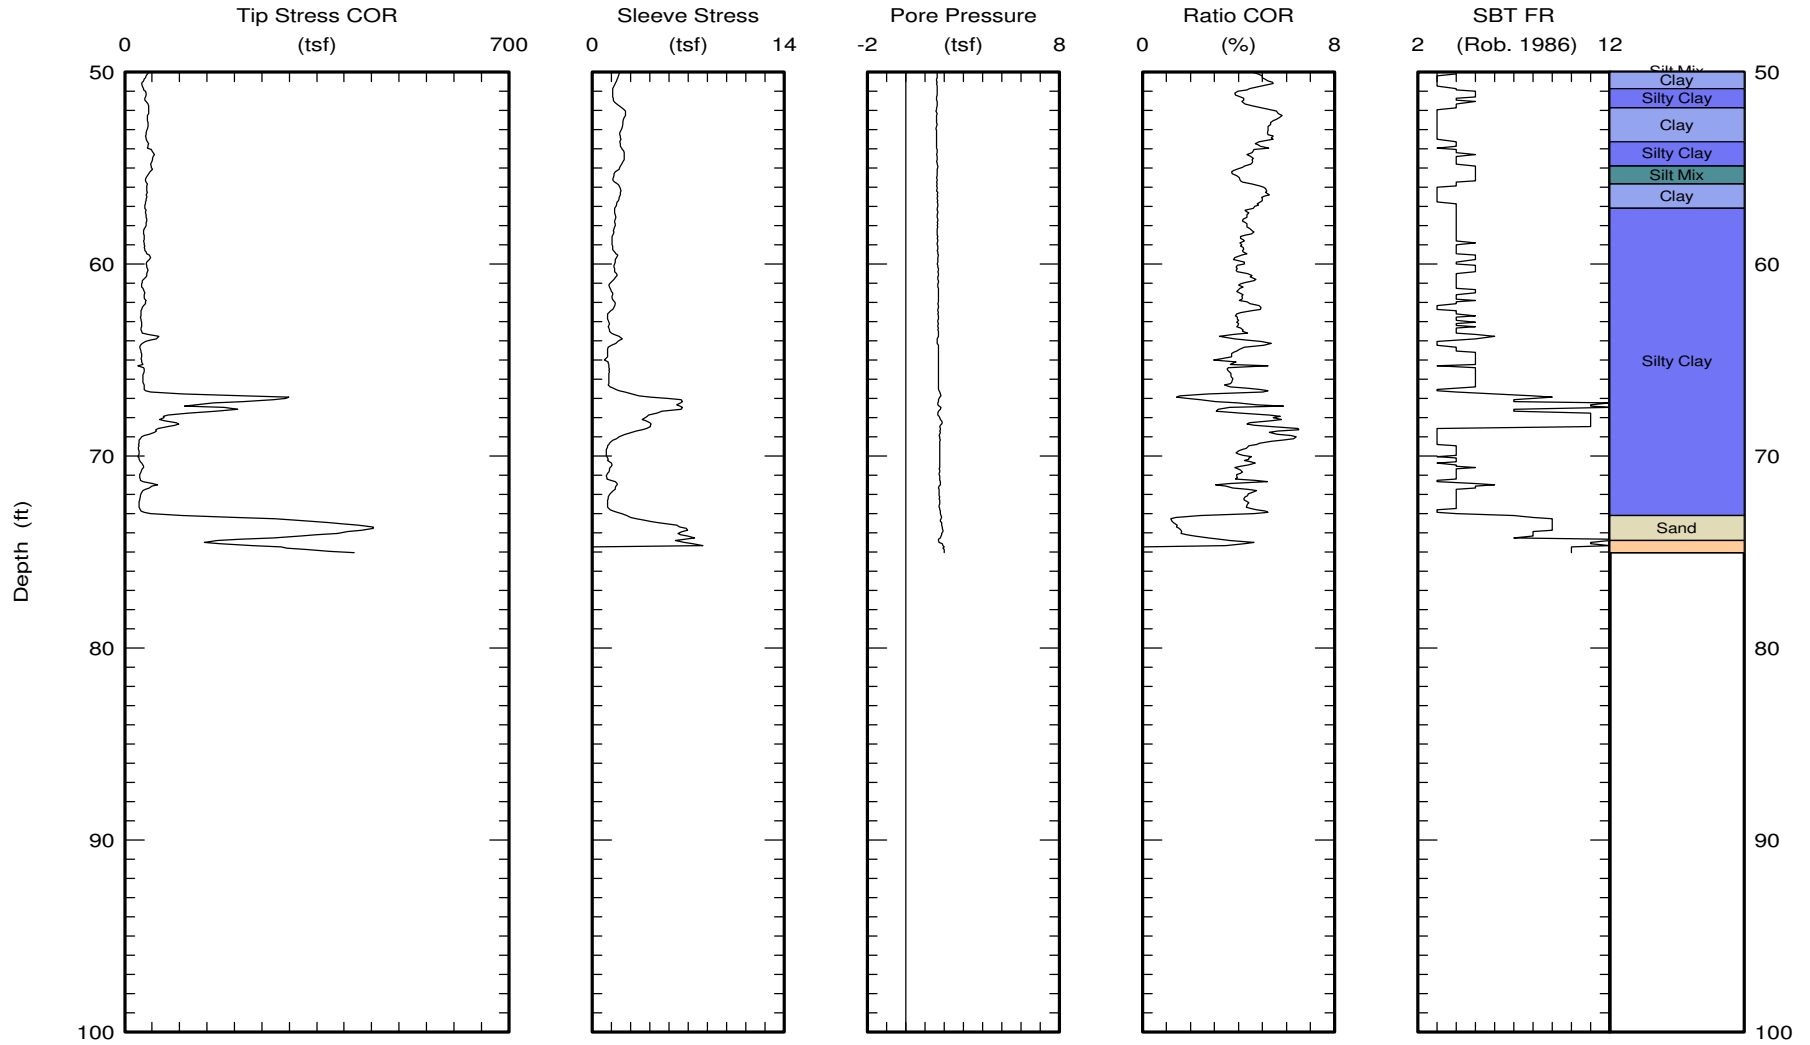 Tip Stress COR Sleeve Stress Pore Pressure Ratio COR SBT FR
0 (tsf) 700 0 (tsf) 14 -2 (tsf) 8 0 (%) 8 2 (Rob. 1986) 12
Silt Mix
50 Clay 50
Silty Clay
Clay
Silty Clay
Silt Mix
Clay
60 60
Silty Clay
70 70
Sand
Depth (ft)
80 80
90 90
100 100